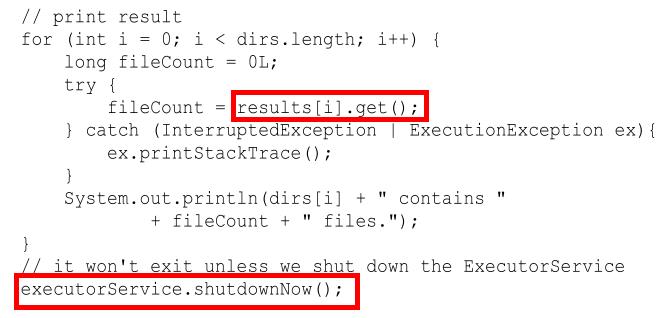 // print result
for (int i = 0; i < dirs.length; i++) {
    long fileCount = 0L;
    try {
        fileCount = results[i].get();
    } catch (InterruptedException | ExecutionException ex){
        ex.printStackTrace();
    }
    System.out.println(dirs[i] + " contains "
            + fileCount + " files.");
}
// it won't exit unless we shut down the ExecutorService
executorService.shutdownNow();